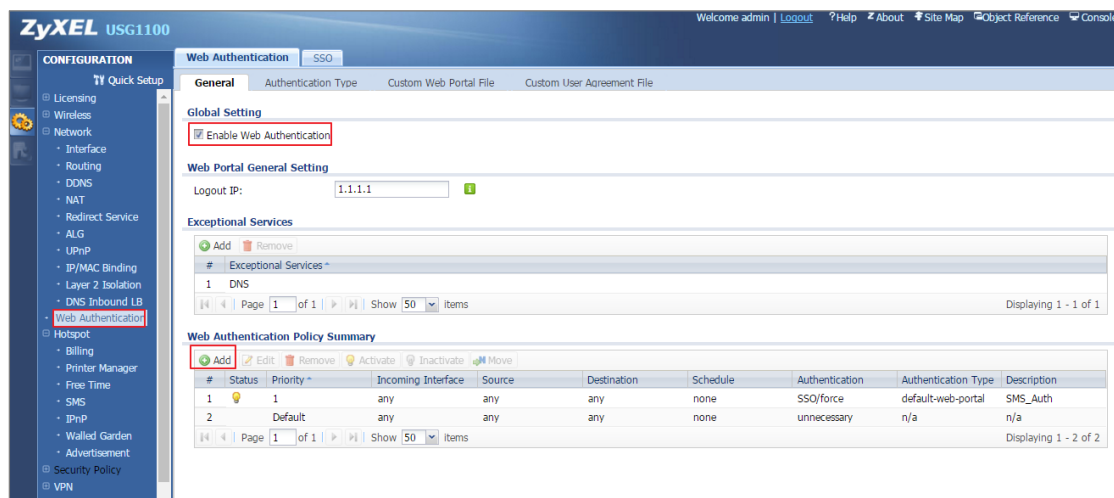 ZyXEL USG1100
Welcome admin | Logout ?Help About Site Map Object Reference Console
CONFIGURATION
Quick Setup
Licensing
Wireless
Network
Interface
Routing
DDNS
NAT
Redirect Service
ALG
UPnP
IP/MAC Binding
Layer 2 Isolation
DNS Inbound LB
Web Authentication
Hotspot
Billing
Printer Manager
Free Time
SMS
IPnP
Walled Garden
Advertisement
Security Policy
VPN
Web Authentication SSO
General Authentication Type Custom Web Portal File Custom User Agreement File
Global Setting
Enable Web Authentication
Web Portal General Setting
Logout IP: 1.1.1.1
Exceptional Services
Add Remove
# Exceptional Services
1 DNS
Page 1 of 1 Show 50 items Displaying 1 - 1 of 1
Web Authentication Policy Summary
Add Edit Remove Activate Inactivate Move
# Status Priority Incoming Interface Source Destination Schedule Authentication Authentication Type Description
1 1 any any any none SSO/force default-web-portal SMS_Auth
2 Default any any any none unnecessary n/a n/a
Page 1 of 1 Show 50 items Displaying 1 - 2 of 2